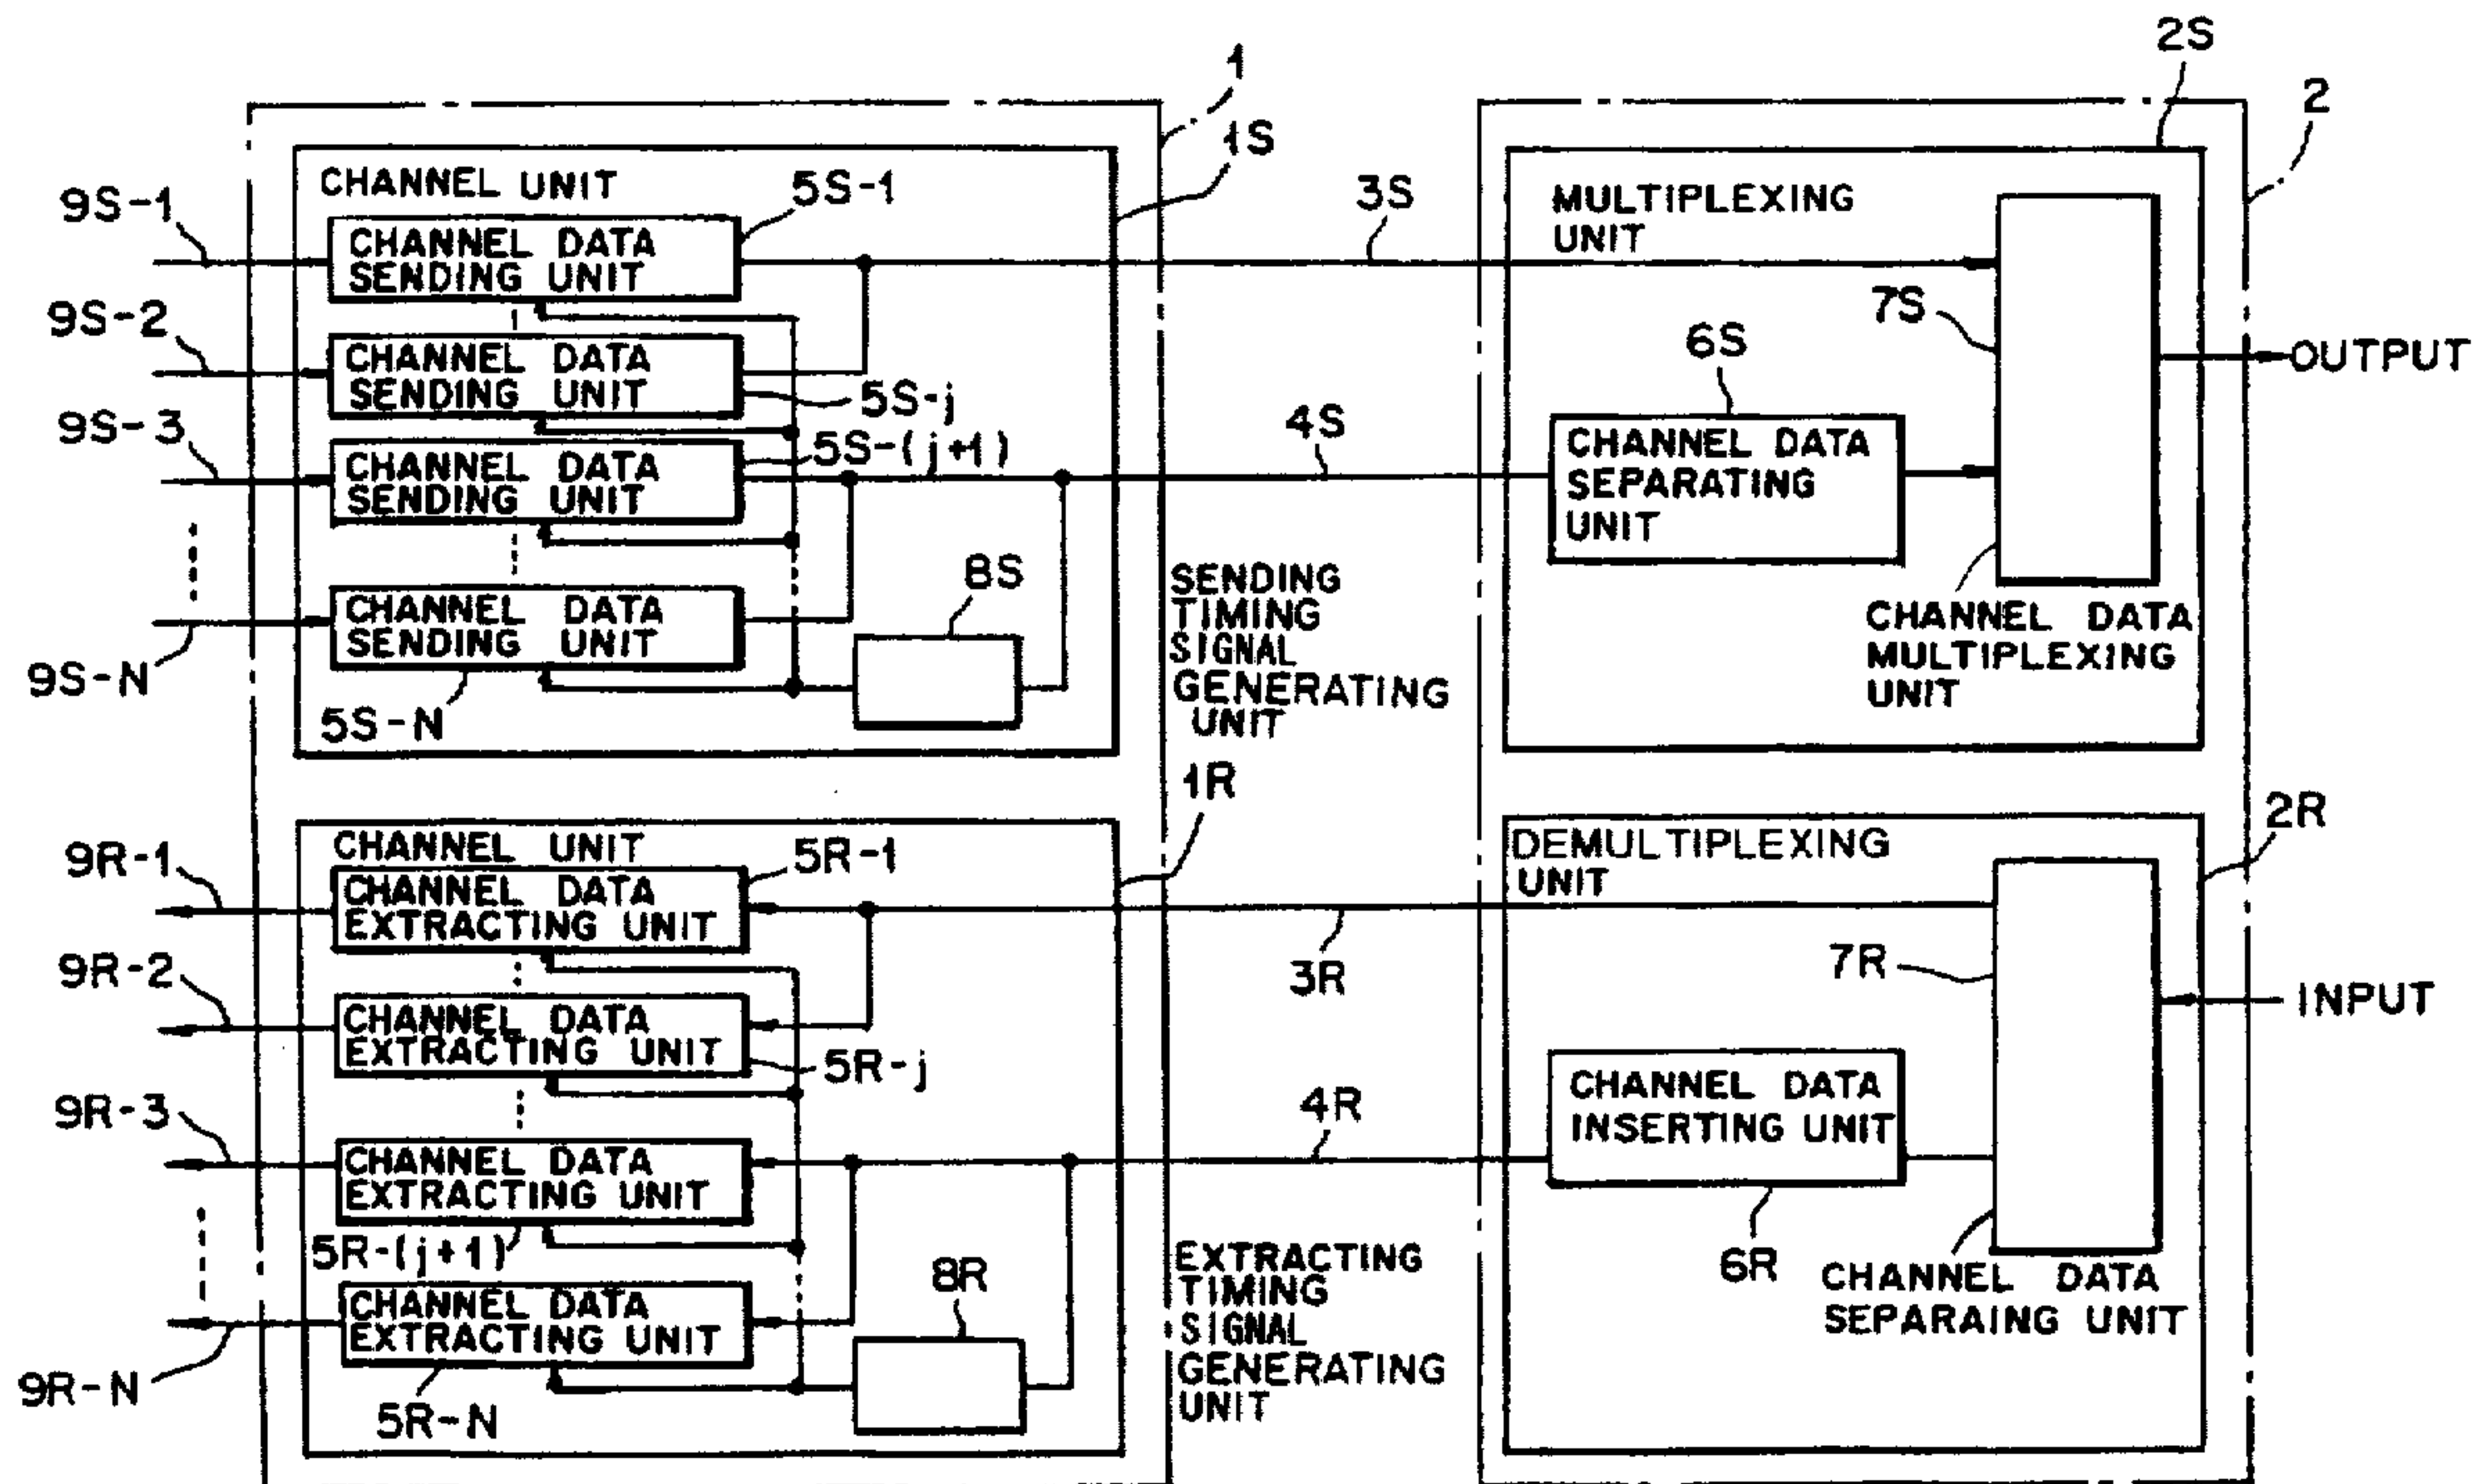 1
2S
2
1S
CHANNEL UNIT
5S-1
9S-1
CHANNEL DATA
SENDING UNIT
3S
MULTIPLEXING
UNIT
7S
9S-2
CHANNEL DATA
SENDING UNIT
5S-j
6S
OUTPUT
9S-3
CHANNEL DATA
SENDING UNIT
5S-(j+1)
4S
CHANNEL DATA
SEPARATING
UNIT
8S
SENDING
TIMING
SIGNAL
GENERATING
UNIT
CHANNEL DATA
SENDING UNIT
9S-N
5S-N
CHANNEL DATA
MULTIPLEXING
UNIT
1R
2R
CHANNEL UNIT
5R-1
9R-1
CHANNEL DATA
EXTRACTING UNIT
DEMULTIPLEXING
UNIT
3R
7R
9R-2
CHANNEL DATA
EXTRACTING UNIT
5R-j
INPUT
9R-3
CHANNEL DATA
EXTRACTING UNIT
5R-(j+1)
4R
CHANNEL DATA
INSERTING UNIT
6R
8R
EXTRACTING
TIMING
SIGNAL
GENERATING
UNIT
CHANNEL DATA
SEPARAING UNIT
CHANNEL DATA
EXTRACTING UNIT
9R-N
5R-N